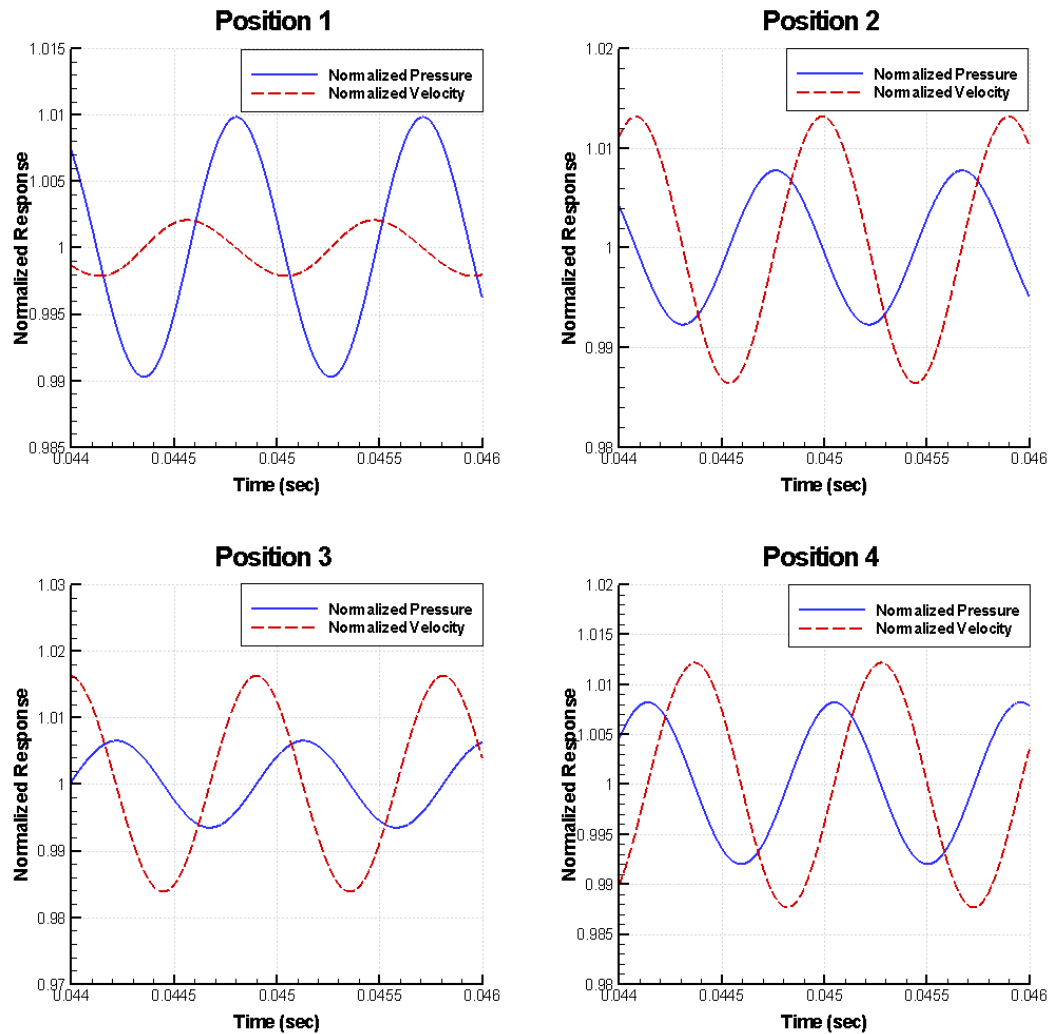 Position 1
1.015
1.01
1.005
1
0.995
0.99
0.985
Normalized Response
Normalized Pressure
Normalized Velocity
0.044
0.0445
0.045
0.0455
0.046
Time (sec)
Position 2
1.02
1.01
1
0.99
0.98
Normalized Response
Normalized Pressure
Normalized Velocity
0.044
0.0445
0.045
0.0455
0.046
Time (sec)
Position 3
1.03
1.02
1.01
1
0.99
0.98
0.97
Normalized Response
Normalized Pressure
Normalized Velocity
0.044
0.0445
0.045
0.0455
0.046
Time (sec)
Position 4
1.02
1.015
1.01
1.005
1
0.995
0.99
0.985
0.98
Normalized Response
Normalized Pressure
Normalized Velocity
0.044
0.0445
0.045
0.0455
0.046
Time (sec)